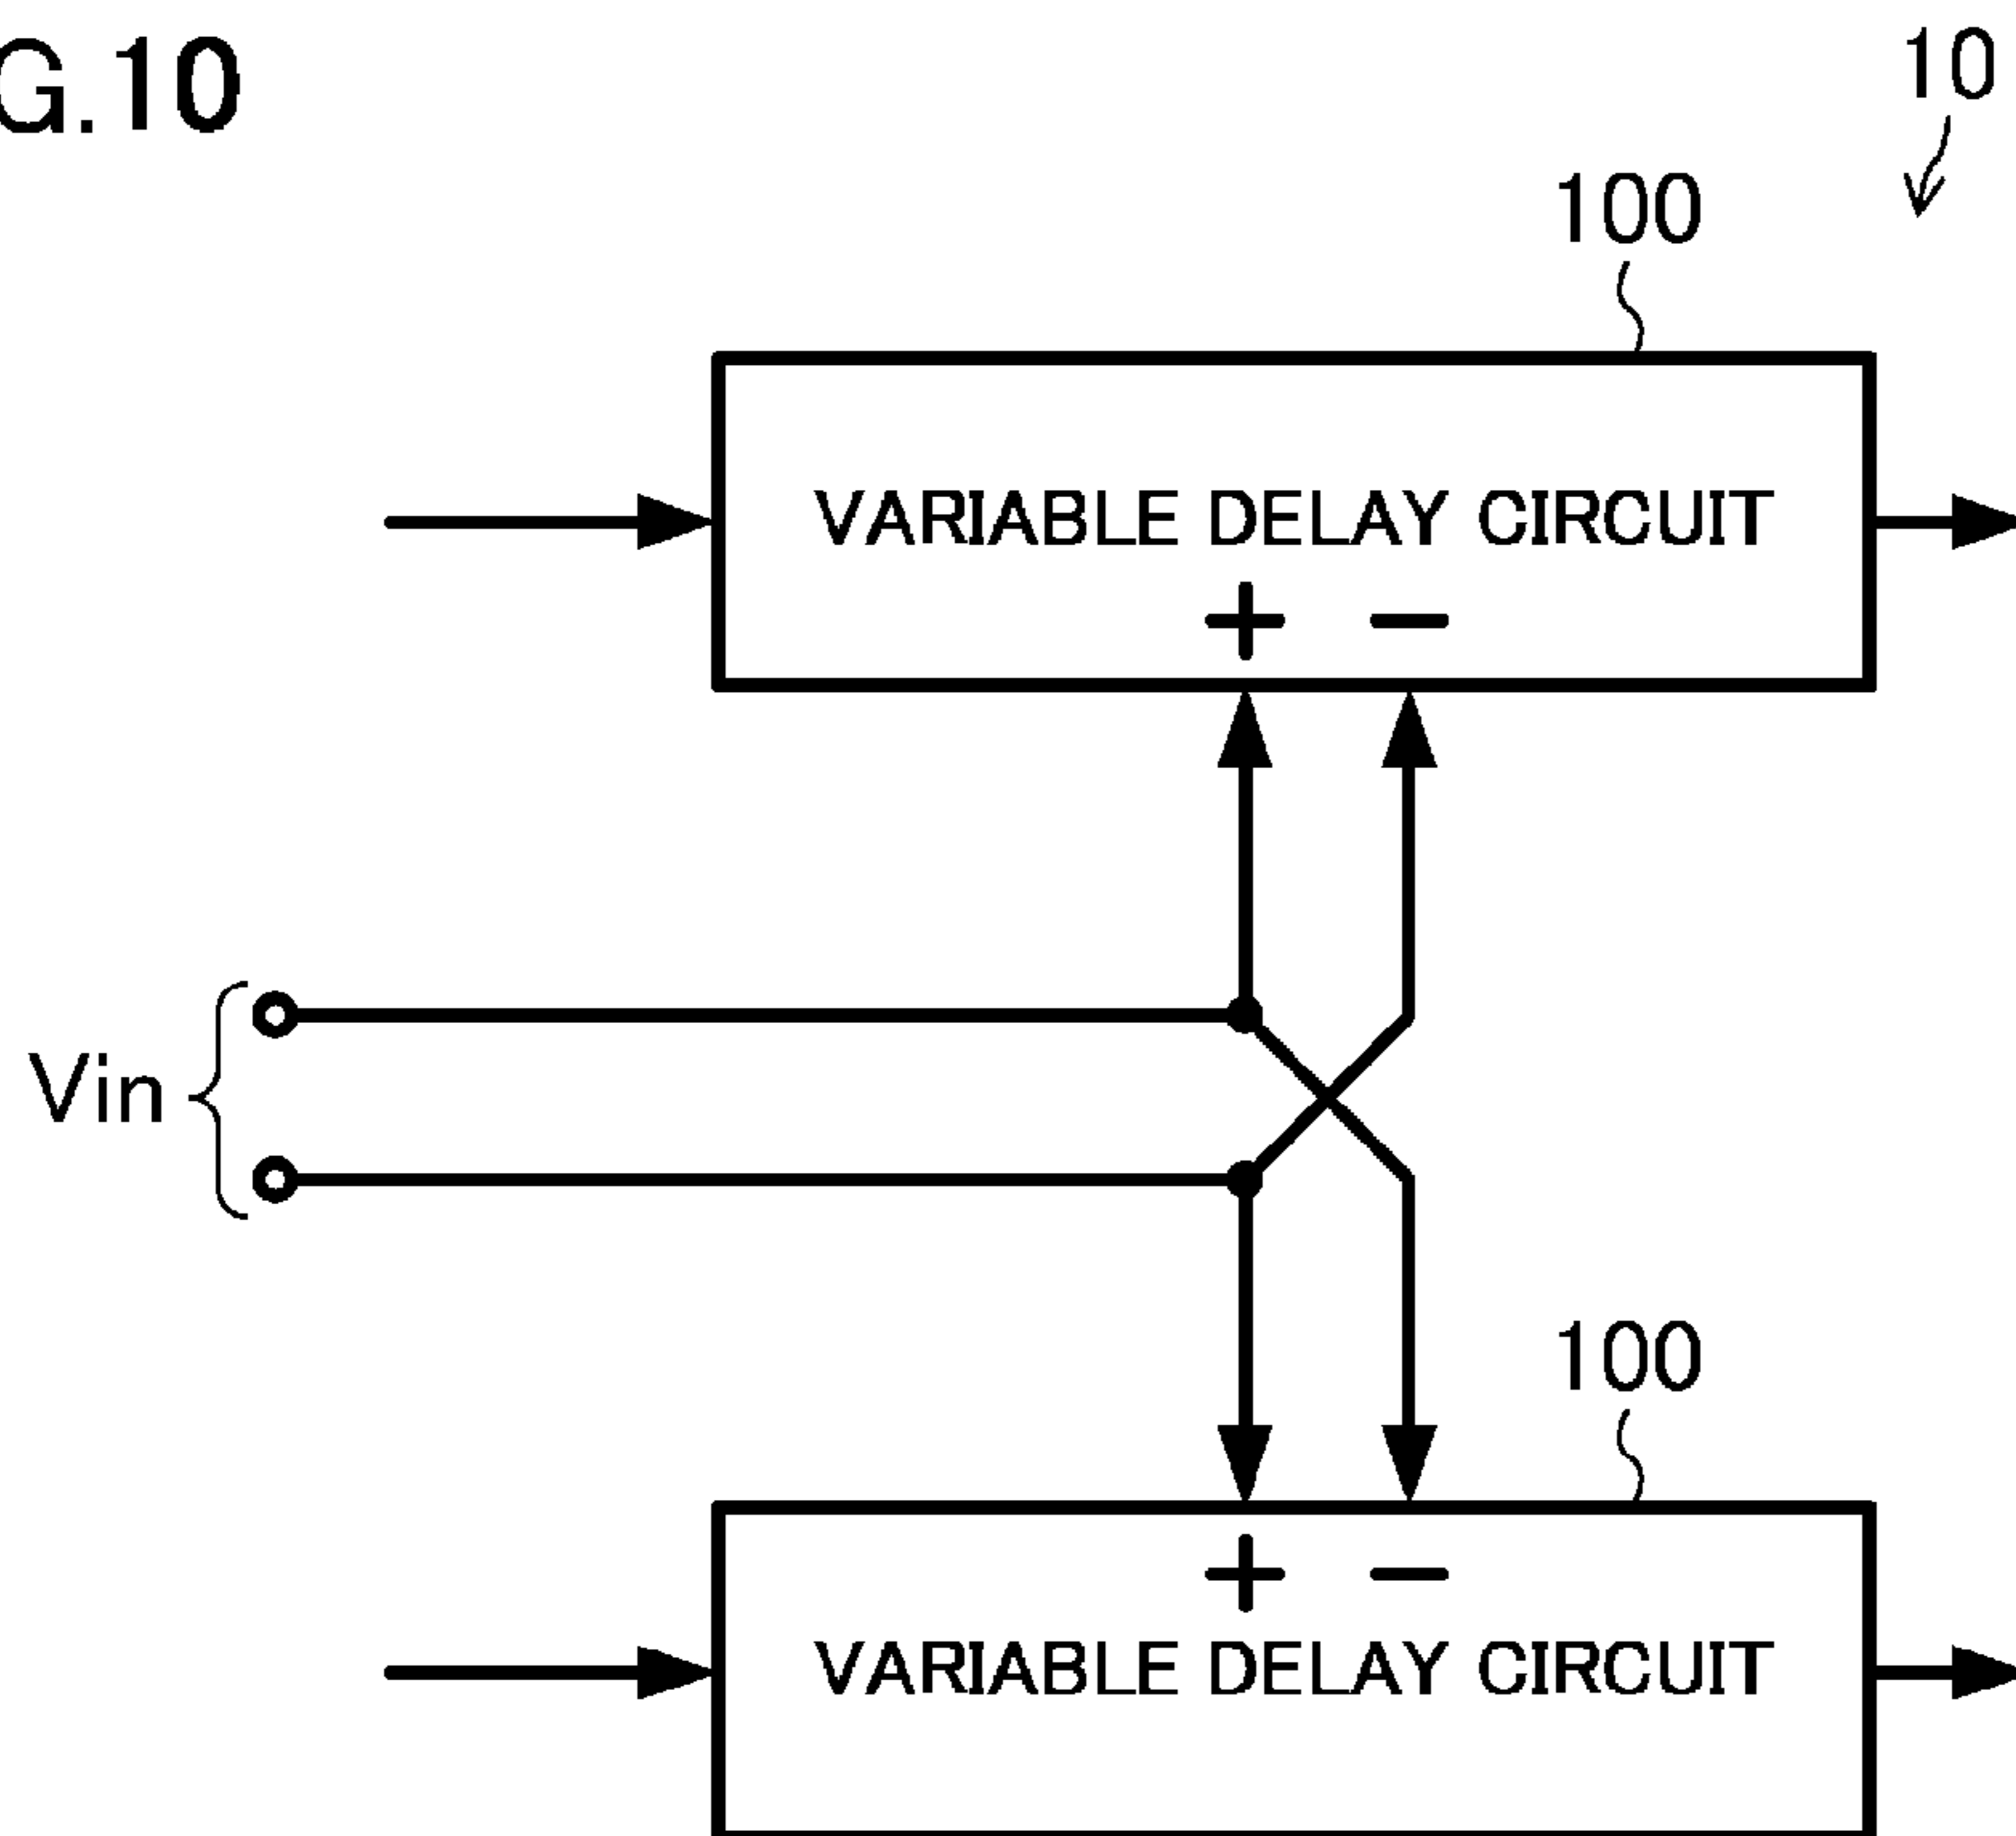 G.10
10
100
VARIABLE DELAY CIRCUIT
+ −
Vin
100
+ −
VARIABLE DELAY CIRCUIT